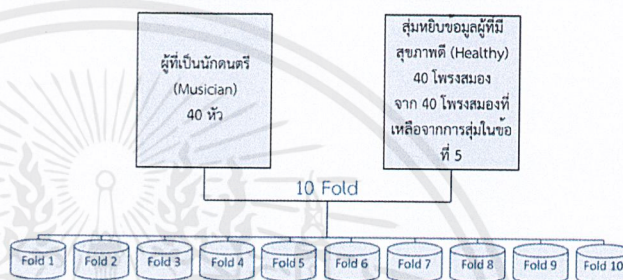 ผู้ที่เป็นนักดนตรี
(Musician)
40 หัว
สุ่มหยิบข้อมูลผู้ที่มี
สุขภาพดี (Healthy)
40 โพรงสมอง
จาก 40 โพรงสมองที่
เหลือจากการสุ่มในข้อ
ที่ 5
10 Fold
Fold 1
Fold 2
Fold 3
Fold 4
Fold 5
Fold 6
Fold 7
Fold 8
Fold 9
Fold 10